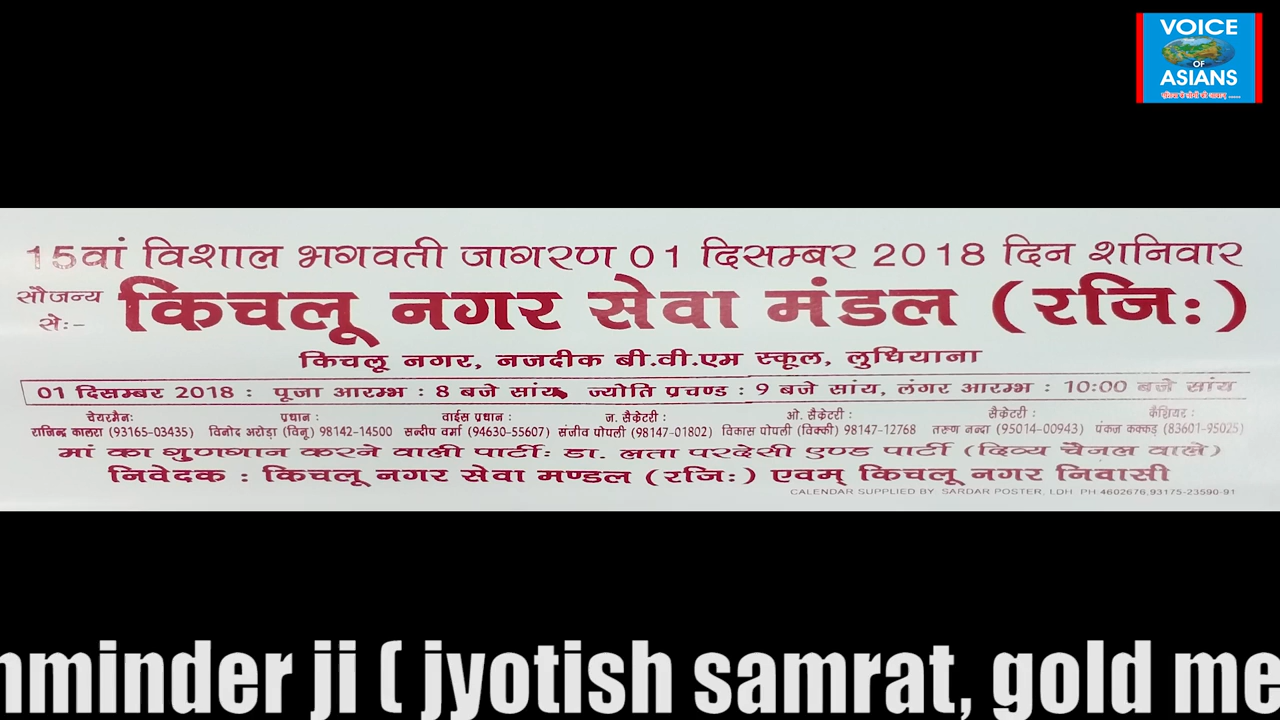 VOICE
OF
ASIANS
एशिया के लोगों की आवाज़ ......
15वां विशाल भगवती जागरण 01 दिसम्बर 2018 दिन शनिवार
सौजन्य से:- किचलू नगर सेवा मंडल (रजि:)
किचलू नगर, नजदीक बी.वी.एम स्कूल, लुधियाना
01 दिसम्बर 2018 : पूजा आरम्भ : 8 बजे सांय, ज्योति प्रचण्ड : 9 बजे सांय, लंगर आरम्भ : 10:00 बजे सांय
चेयरमैन: प्रधान : वाईस प्रधान : ज. सैक्रेटरी : ओ. सैक्रेटरी : सैक्रेटरी : कैशियर :
राजिन्द्र कालरा (93165-03435) विनोद अरोड़ा (विनू) 98142-14500 सन्दीप वर्मा (94630-55607) संजीव पोपली (98147-01802) विकास पोपली (विक्की) 98147-12768 तरूण नन्द्रा (95014-00943) पंकज कक्कड़ (83601-95025)
मां का गुणगान करने वाली पार्टी: डा. लता परदेसी एण्ड पार्टी (दिव्य चैनल वाले)
निवेदक : किचलू नगर सेवा मण्डल (रजि:) एवम् किचलू नगर निवासी
CALENDAR SUPPLIED BY SARDAR POSTER, LDH PH 4602676,93175-23590-91
nminder ji ( jyotish samrat, gold me